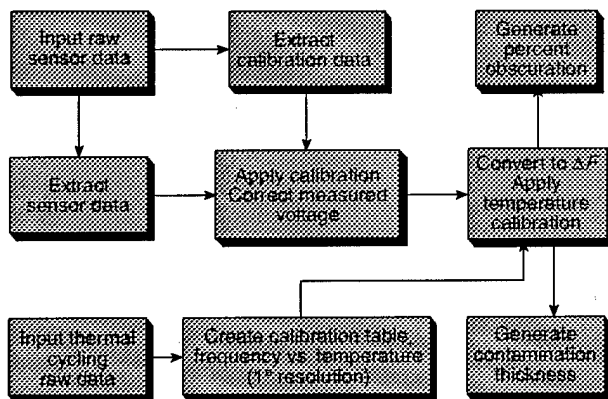 Input raw
sensor data
Extract
calibration data
Generate
percent
obscuration
Extract
sensor data
Apply calibration
Correct measured
voltage
Convert to ΔF
Apply
temperature
calibration
Input thermal
cycling
raw data
Create calibration table,
frequency vs. temperature
(1° resolution)
Generate
contamination
thickness